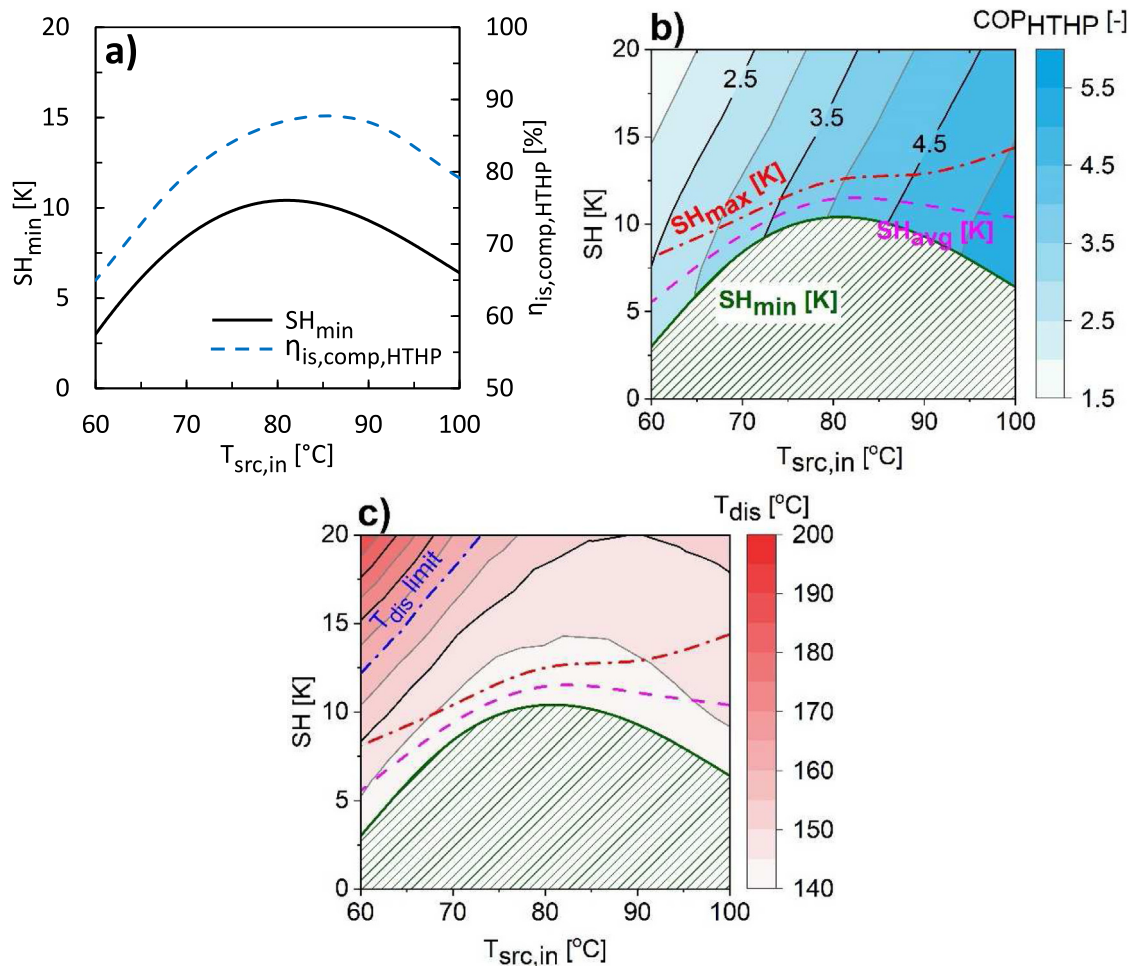 a)
20
15
10
5
0
SHmin [K]
100
90
80
70
60
50
ηis,comp,HTHP [%]
SHmin
ηis,comp,HTHP
60 70 80 90 100
Tsrc,in [°C]
b)
COPHTHP [-]
20
15
10
5
0
SH [K]
2.5
3.5
4.5
SHmax [K]
SHavg [K]
SHmin [K]
5.5
4.5
3.5
2.5
1.5
60 70 80 90 100
Tsrc,in [°C]
c)
Tdis [°C]
20
15
10
5
0
SH [K]
Tdis limit
200
190
180
170
160
150
140
60 70 80 90 100
Tsrc,in [°C]